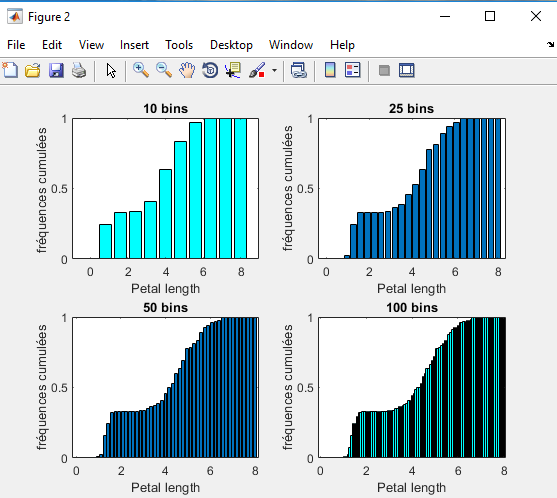 Figure 2
File Edit View Insert Tools Desktop Window Help
10 bins
fréquences cumulées
1
0.5
0
0 2 4 6 8
Petal length
25 bins
fréquences cumulées
1
0.5
0
0 2 4 6 8
Petal length
50 bins
fréquences cumulées
1
0.5
0
0 2 4 6 8
Petal length
100 bins
fréquences cumulées
1
0.5
0
0 2 4 6 8
Petal length